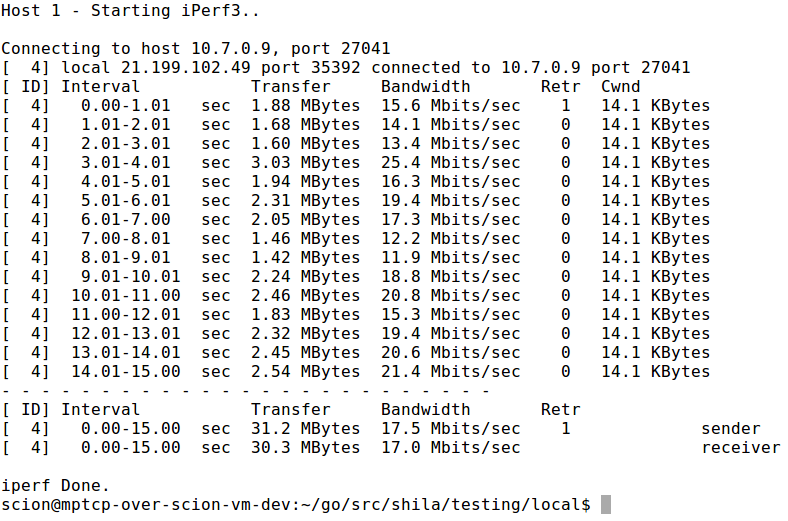 Host 1 - Starting iPerf3..

Connecting to host 10.7.0.9, port 27041
[  4] local 21.199.102.49 port 35392 connected to 10.7.0.9 port 27041
[ ID] Interval           Transfer     Bandwidth       Retr  Cwnd
[  4]   0.00-1.01   sec  1.88 MBytes  15.6 Mbits/sec    1   14.1 KBytes
[  4]   1.01-2.01   sec  1.68 MBytes  14.1 Mbits/sec    0   14.1 KBytes
[  4]   2.01-3.01   sec  1.60 MBytes  13.4 Mbits/sec    0   14.1 KBytes
[  4]   3.01-4.01   sec  3.03 MBytes  25.4 Mbits/sec    0   14.1 KBytes
[  4]   4.01-5.01   sec  1.94 MBytes  16.3 Mbits/sec    0   14.1 KBytes
[  4]   5.01-6.01   sec  2.31 MBytes  19.4 Mbits/sec    0   14.1 KBytes
[  4]   6.01-7.00   sec  2.05 MBytes  17.3 Mbits/sec    0   14.1 KBytes
[  4]   7.00-8.01   sec  1.46 MBytes  12.2 Mbits/sec    0   14.1 KBytes
[  4]   8.01-9.01   sec  1.42 MBytes  11.9 Mbits/sec    0   14.1 KBytes
[  4]   9.01-10.01  sec  2.24 MBytes  18.8 Mbits/sec    0   14.1 KBytes
[  4]  10.01-11.00  sec  2.46 MBytes  20.8 Mbits/sec    0   14.1 KBytes
[  4]  11.00-12.01  sec  1.83 MBytes  15.3 Mbits/sec    0   14.1 KBytes
[  4]  12.01-13.01  sec  2.32 MBytes  19.4 Mbits/sec    0   14.1 KBytes
[  4]  13.01-14.01  sec  2.45 MBytes  20.6 Mbits/sec    0   14.1 KBytes
[  4]  14.01-15.00  sec  2.54 MBytes  21.4 Mbits/sec    0   14.1 KBytes
- - - - - - - - - - - - - - - - - - - - - - - - -
[ ID] Interval           Transfer     Bandwidth       Retr
[  4]   0.00-15.00  sec  31.2 MBytes  17.5 Mbits/sec    1             sender
[  4]   0.00-15.00  sec  30.3 MBytes  17.0 Mbits/sec                  receiver

iperf Done.
scion@mptcp-over-scion-vm-dev:~/go/src/shila/testing/local$